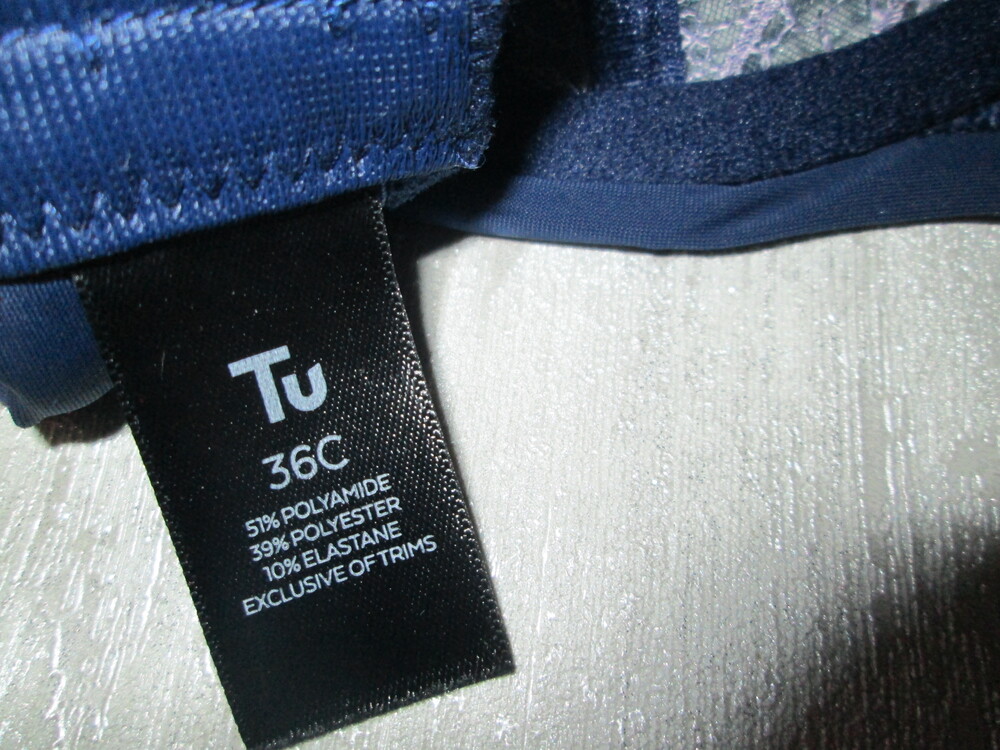 Tu
36C
51% POLYAMIDE
39% POLYESTER
10% ELASTANE
EXCLUSIVE OF TRIMS